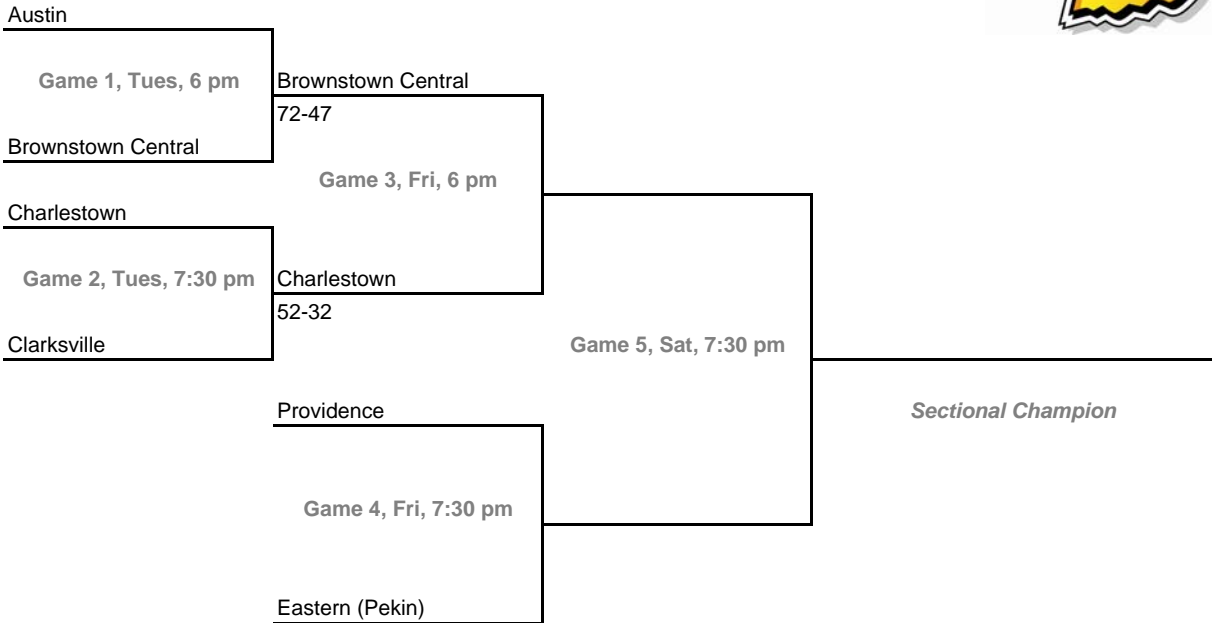 Austin
Game 1, Tues, 6 pm
Brownstown Central
72-47
Brownstown Central
Game 3, Fri, 6 pm
Charlestown
Game 2, Tues, 7:30 pm
Charlestown
52-32
Clarksville
Game 5, Sat, 7:30 pm
Providence
Sectional Champion
Game 4, Fri, 7:30 pm
Eastern (Pekin)